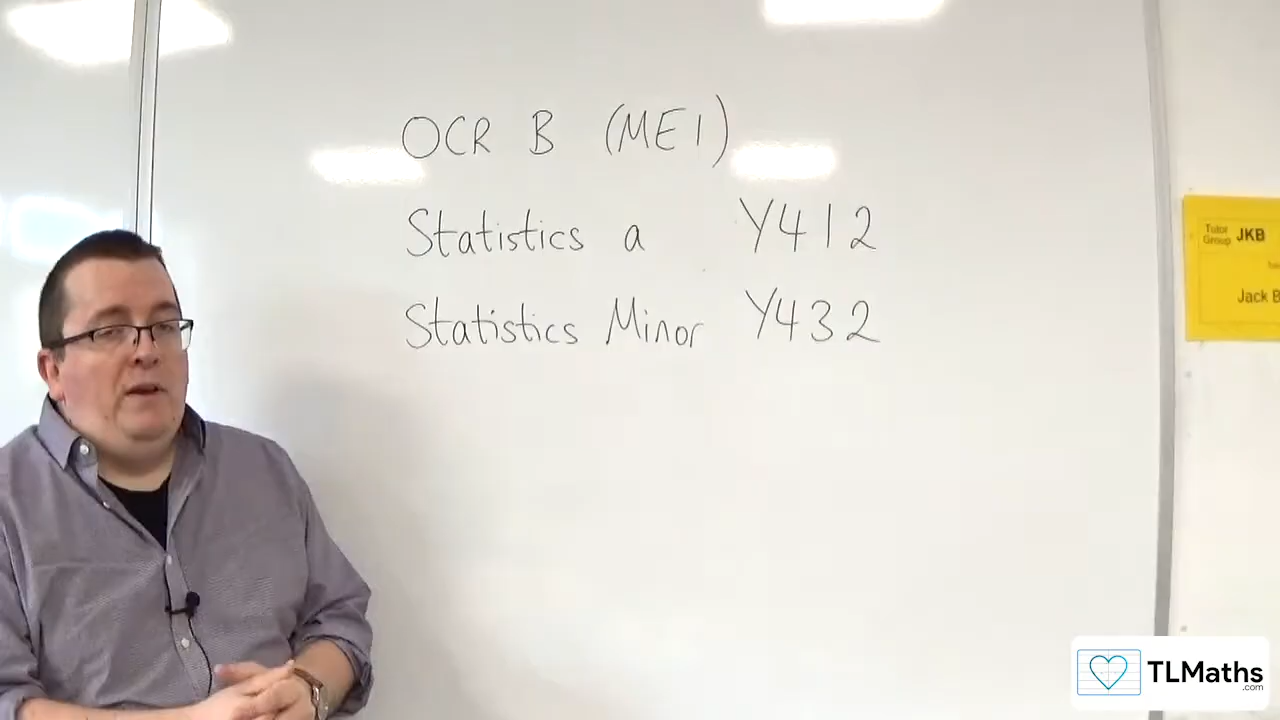 OCR B (MEI)
Statistics a Y412
Statistics Minor Y432
Tutor Group JKB
Jack B
TLMaths
.com